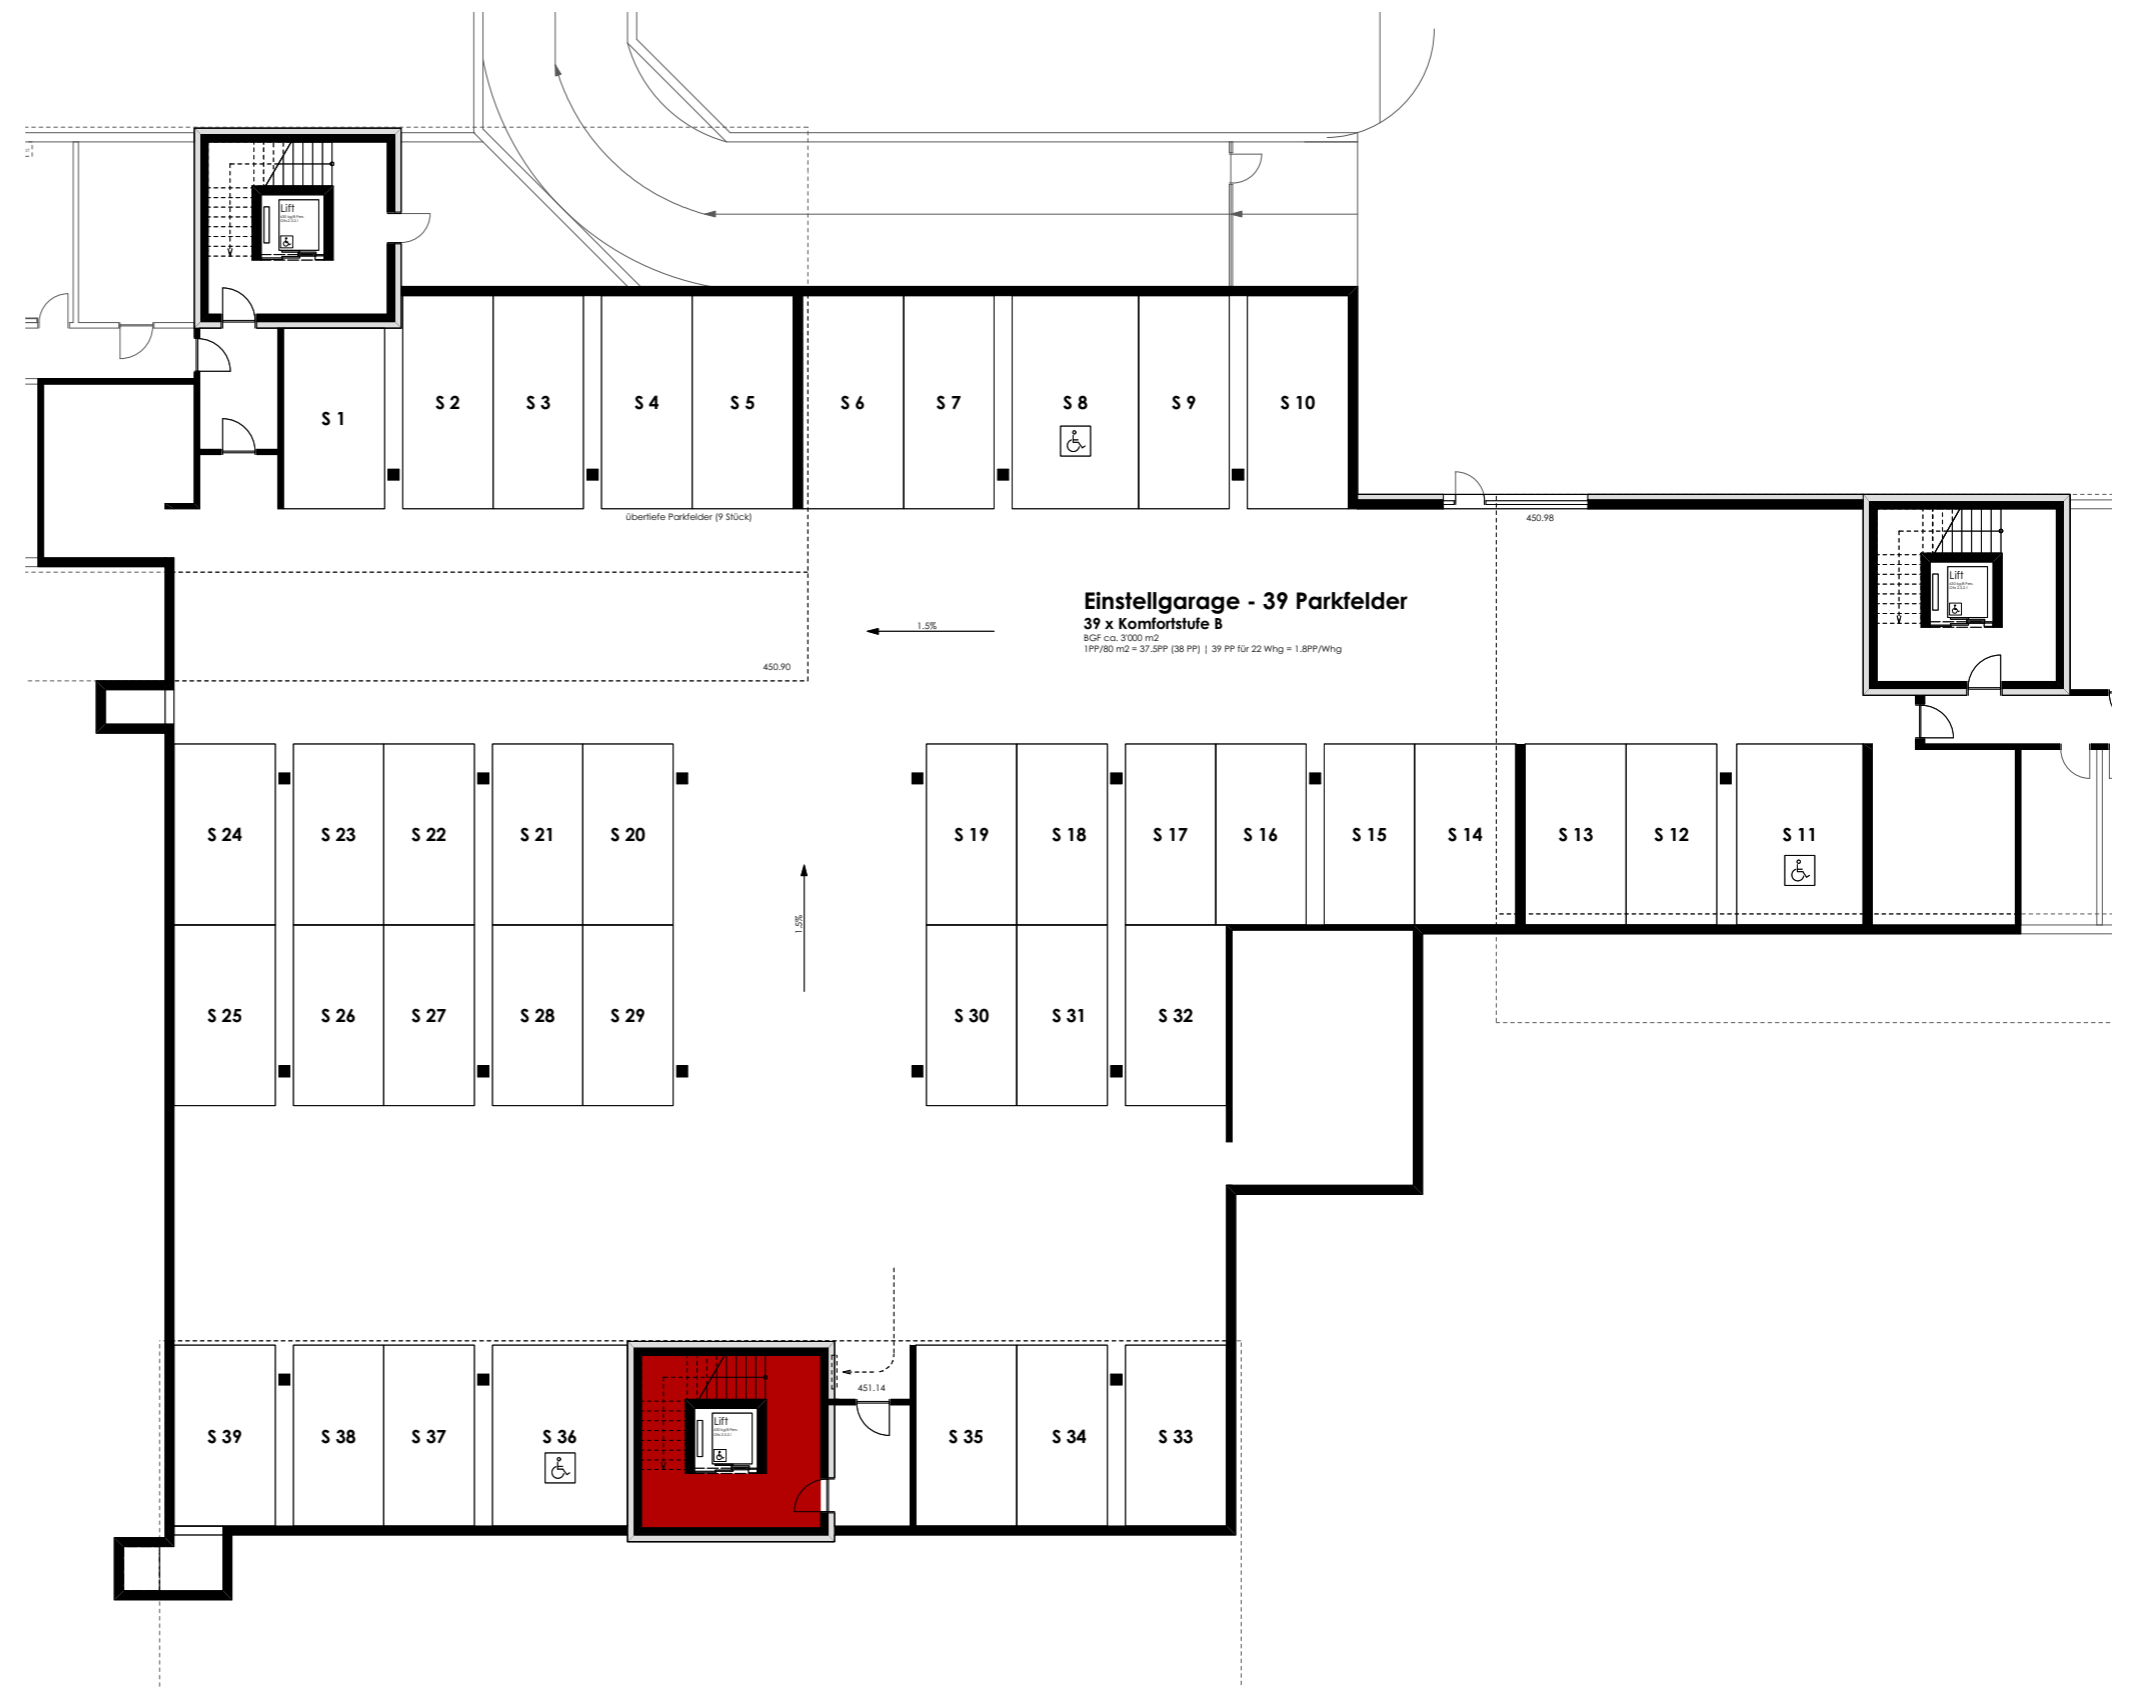 Lift
S 1
S 2
S 3
S 4
S 5
S 6
S 7
S 8
S 9
S 10
übertiefe Parkfelder (9 Stück)
450.98
Lift
Einstellgarage - 39 Parkfelder
39 x Komfortstufe B
BGF ca. 3'000 m2
1PP/80 m2 = 37.5PP (38 PP) | 39 PP für 22 Whg = 1.8PP/Whg
1.5%
450.90
S 24
S 23
S 22
S 21
S 20
S 19
S 18
S 17
S 16
S 15
S 14
S 13
S 12
S 11
1.5%
S 25
S 26
S 27
S 28
S 29
S 30
S 31
S 32
451.14
Lift
S 39
S 38
S 37
S 36
S 35
S 34
S 33